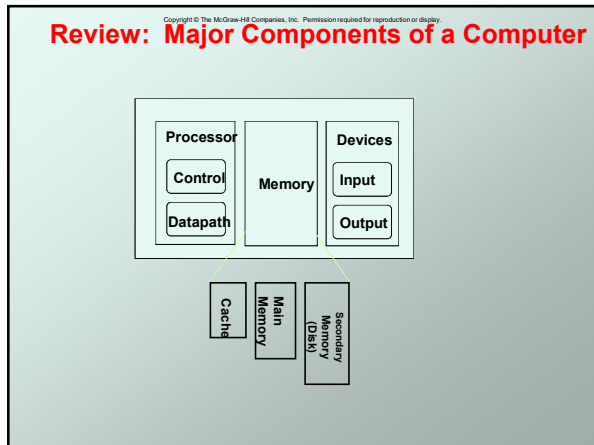 Copyright © The McGraw-Hill Companies, Inc. Permission required for reproduction or display.
Review: Major Components of a Computer
Processor
Control
Datapath
Memory
Devices
Input
Output
Cache
Main
Memory
Secondary
Memory
(Disk)